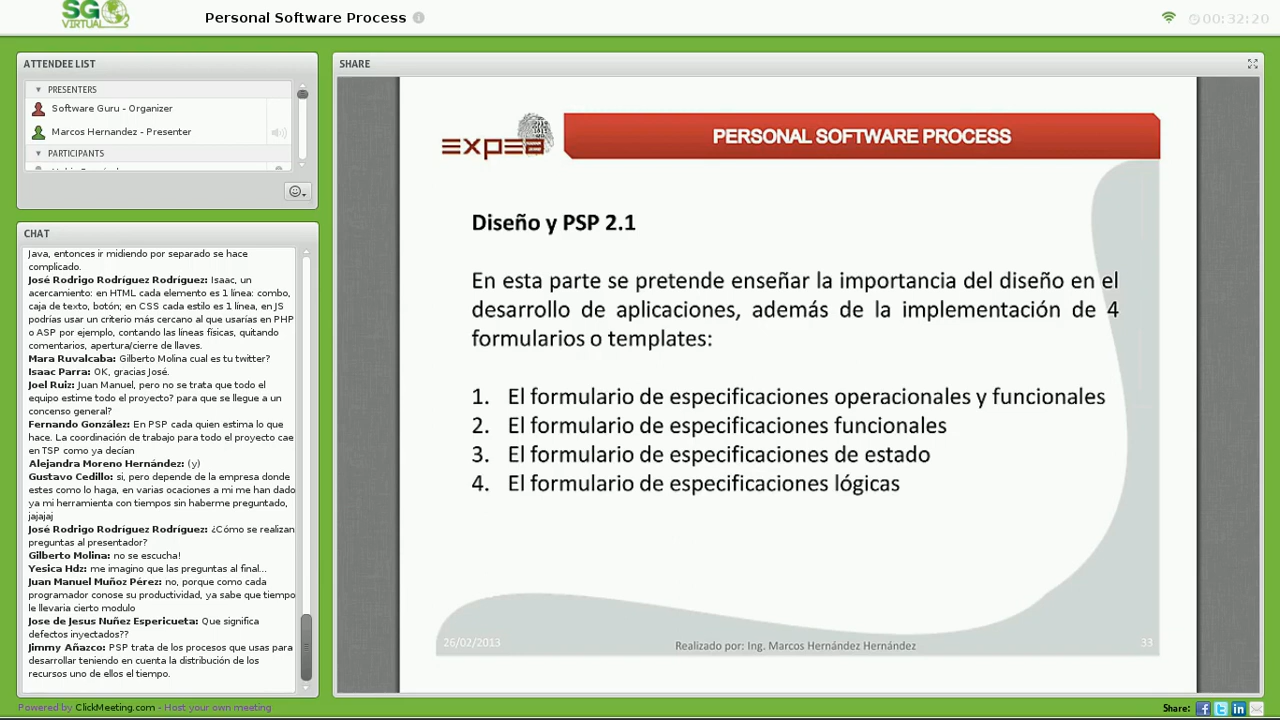 SG
VIRTUAL
Personal Software Process
00:32:20
ATTENDEE LIST
PRESENTERS
Software Guru - Organizer
Marcos Hernandez - Presenter
PARTICIPANTS
CHAT
Java, entonces ir midiendo por separado se hace
complicado.
José Rodrigo Rodríguez Rodríguez: Isaac, un
acercamiento: en HTML cada elemento es 1 línea: combo,
caja de texto, botón; en CSS cada estilo es 1 línea, en JS
podrías usar un criterio más cercano al que usarías en PHP
o ASP por ejemplo, contando las líneas físicas, quitando
comentarios, apertura/cierre de llaves.
Mara Ruvalcaba: Gilberto Molina cual es tu twitter?
Isaac Parra: OK, gracias José.
Joel Ruiz: Juan Manuel, pero no se trata que todo el
equipo estime todo el proyecto? para que se llegue a un
concenso general?
Fernando González: En PSP cada quien estima lo que
hace. La coordinación de trabajo para todo el proyecto cae
en TSP como ya decían
Alejandra Moreno Hernández: (y)
Gustavo Cedillo: si, pero depende de la empresa donde
estes como lo haga, en varias ocaciones a mi me han dado
ya mi herramienta con tiempos sin haberme preguntado,
jajajaj
José Rodrigo Rodríguez Rodríguez: ¿Cómo se realizan
preguntas al presentador?
Gilberto Molina: no se escucha!
Yesica Hdz: me imagino que las preguntas al final...
Juan Manuel Muñoz Pérez: no, porque como cada
programador conose su productividad, ya sabe que tiempo
le llevaria cierto modulo
Jose de Jesus Nuñez Espericueta: Que significa
defectos inyectados??
Jimmy Añazco: PSP trata de los procesos que usas para
desarrollar teniendo en cuenta la distribución de los
recursos uno de ellos el tiempo.
SHARE
EXPEA
PERSONAL SOFTWARE PROCESS
Diseño y PSP 2.1
En esta parte se pretende enseñar la importancia del diseño en el
desarrollo de aplicaciones, además de la implementación de 4
formularios o templates:
1. El formulario de especificaciones operacionales y funcionales
2. El formulario de especificaciones funcionales
3. El formulario de especificaciones de estado
4. El formulario de especificaciones lógicas
26/02/2013
Realizado por: Ing. Marcos Hernández Hernández
33
Powered by ClickMeeting.com - Host your own meeting
Share: